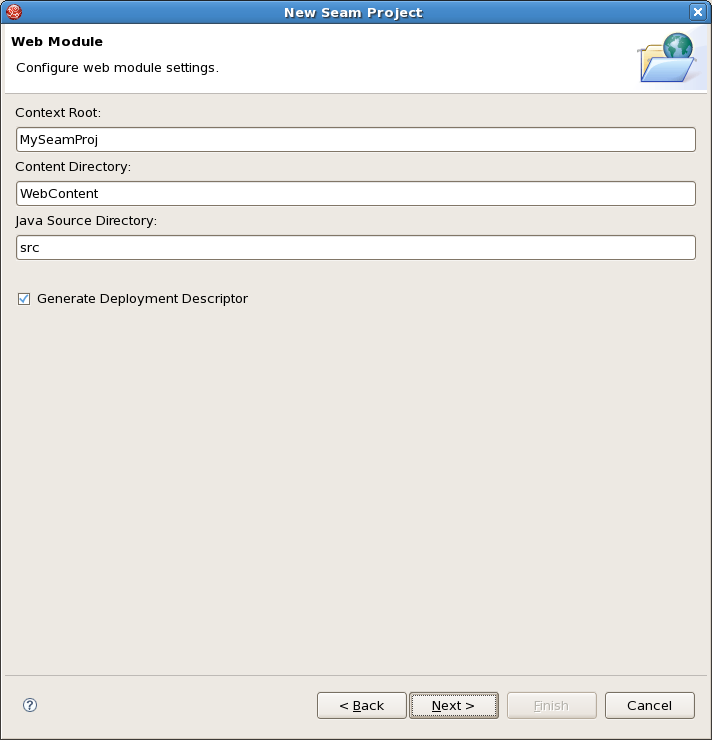 New Seam Project
Web Module
Configure web module settings.
Context Root:
MySeamProj
Content Directory:
WebContent
Java Source Directory:
src
Generate Deployment Descriptor
?
< Back
Next >
Finish
Cancel